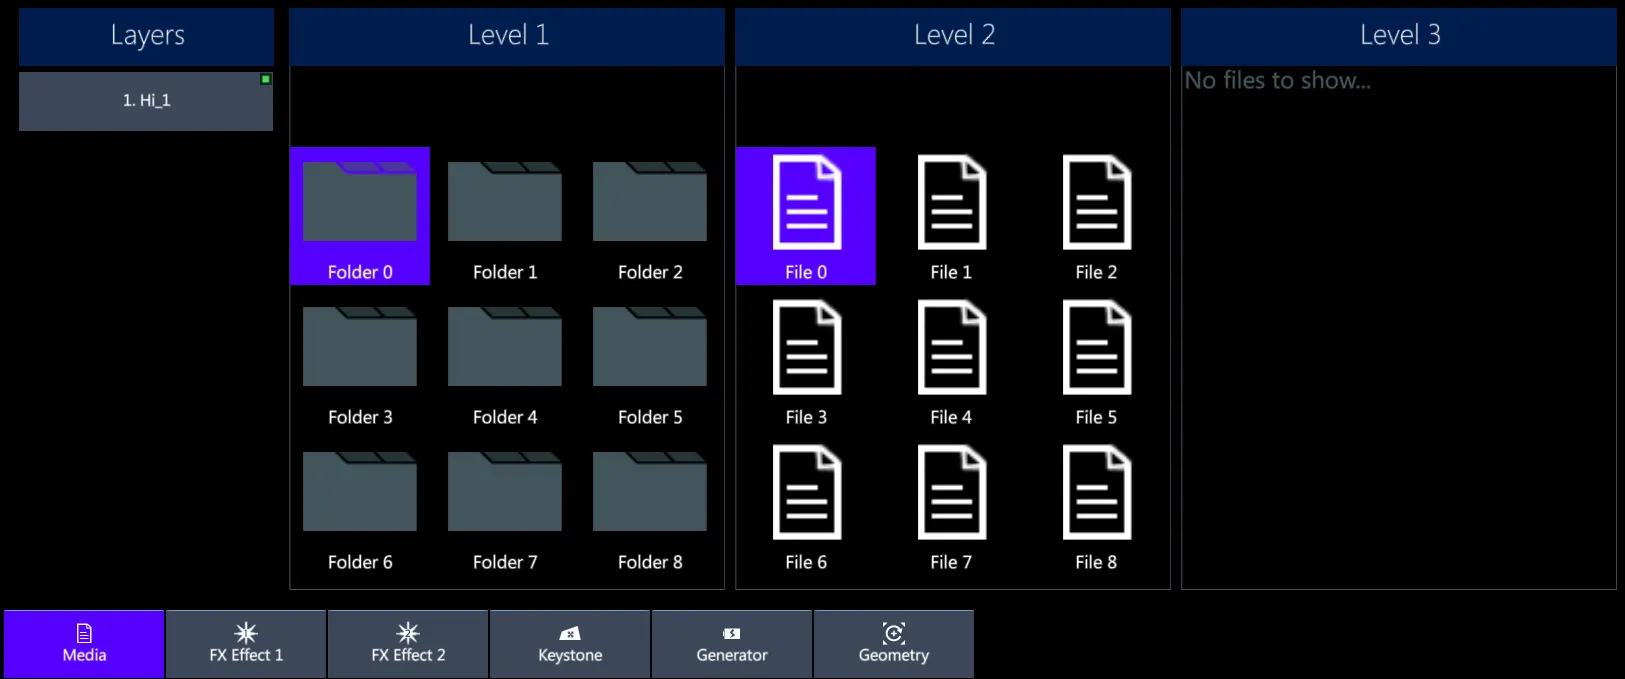 Layers
Level 1
Level 2
Level 3
1. Hi_1
No files to show...
Folder 0
Folder 1
Folder 2
File 0
File 1
File 2
Folder 3
Folder 4
Folder 5
File 3
File 4
File 5
Folder 6
Folder 7
Folder 8
File 6
File 7
File 8
Media
FX Effect 1
FX Effect 2
Keystone
Generator
Geometry